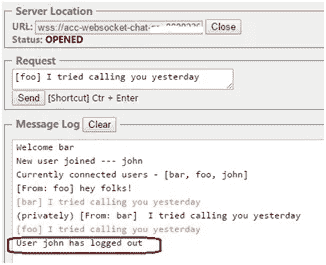 Server Location
URL: wss://acc-websocket-chat- Close
Status: OPENED
Request
[foo] I tried calling you yesterday
Send [Shortcut] Ctr + Enter
Message Log Clear
Welcome bar
New user joined --- john
Currently connected users - [bar, foo, john]
[From: foo] hey folks!
[bar] I tried calling you yesterday
(privately) [From: bar] I tried calling you yesterday
[foo] I tried calling you yesterday
User john has logged out